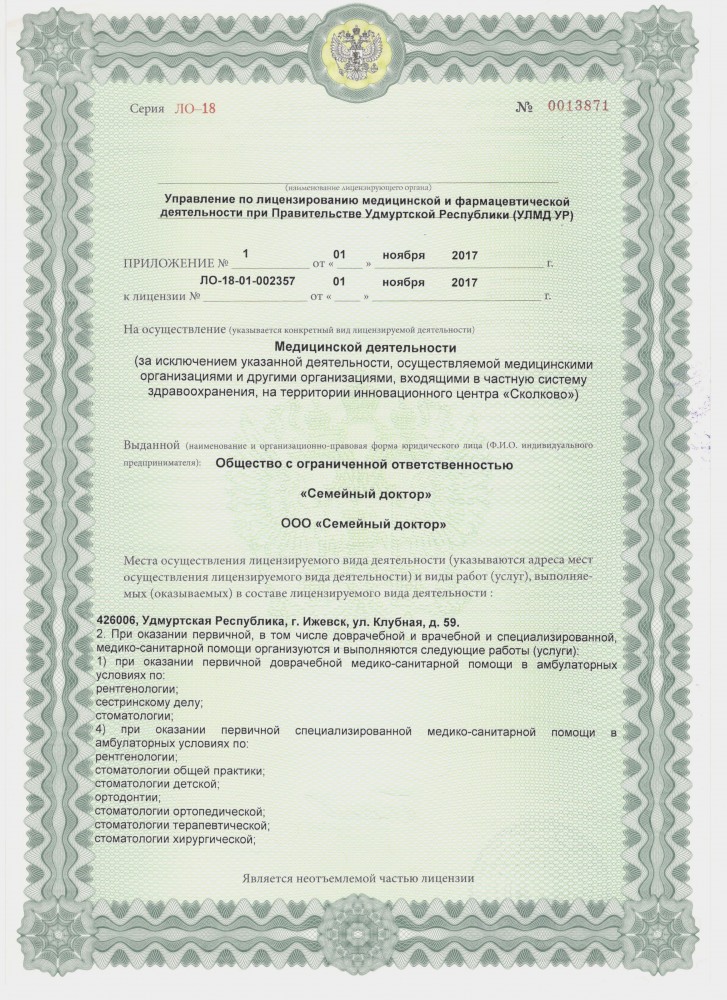 Серия ЛО–18 № 0013871
(наименование лицензирующего органа)
Управление по лицензированию медицинской и фармацевтической
деятельности при Правительстве Удмуртской Республики (УЛМД УР)
ПРИЛОЖЕНИЕ № 1 от « 01 » ноября 2017 г.
к лицензии № ЛО-18-01-002357 от « 01 » ноября 2017 г.
На осуществление (указывается конкретный вид лицензируемой деятельности)
Медицинской деятельности
(за исключением указанной деятельности, осуществляемой медицинскими
организациями и другими организациями, входящими в частную систему
здравоохранения, на территории инновационного центра «Сколково»)
Выданной (наименование и организационно-правовая форма юридического лица (Ф.И.О. индивидуального
предпринимателя): Общество с ограниченной ответственностью
«Семейный доктор»
ООО «Семейный доктор»
Места осуществления лицензируемого вида деятельности (указываются адреса мест
осуществления лицензируемого вида деятельности) и виды работ (услуг), выполняе-
мых (оказываемых) в составе лицензируемого вида деятельности :
426006, Удмуртская Республика, г. Ижевск, ул. Клубная, д. 59.
2. При оказании первичной, в том числе доврачебной и врачебной и специализированной,
медико-санитарной помощи организуются и выполняются следующие работы (услуги):
1) при оказании первичной доврачебной медико-санитарной помощи в амбулаторных
условиях по:
рентгенологии;
сестринскому делу;
стоматологии;
4) при оказании первичной специализированной медико-санитарной помощи в
амбулаторных условиях по:
рентгенологии;
стоматологии общей практики;
стоматологии детской;
ортодонтии;
стоматологии ортопедической;
стоматологии терапевтической;
стоматологии хирургической;
Является неотъемлемой частью лицензии